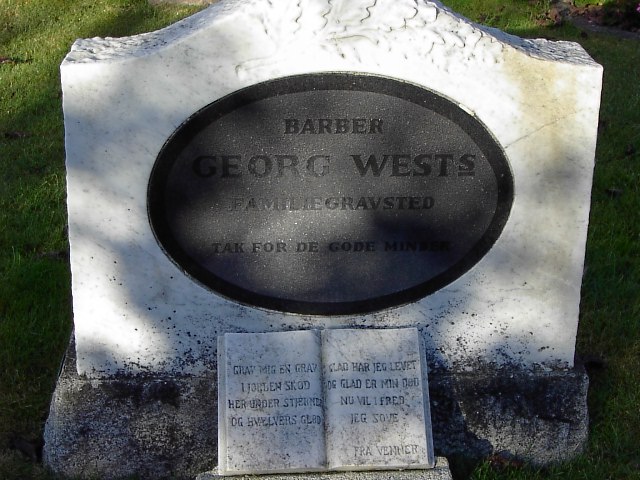 BARBER
GEORG WESTS
FAMILIEGRAVSTED
TAK FOR DE GODE MINDER
GRAV MIG EN GRAV
I JORDEN SKØD
HER UNDER STJERNE
OG HVÆLVERS GLØD
GLAD HAR JEG LEVET
OG GLAD ER MIN DØD
NU VIL I FRED
JEG SOVE
FRA VENNER